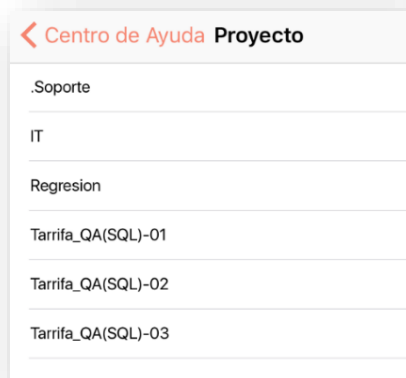 Centro de Ayuda Proyecto
.Soporte
IT
Regresion
Tarrifa_QA(SQL)-01
Tarrifa_QA(SQL)-02
Tarrifa_QA(SQL)-03